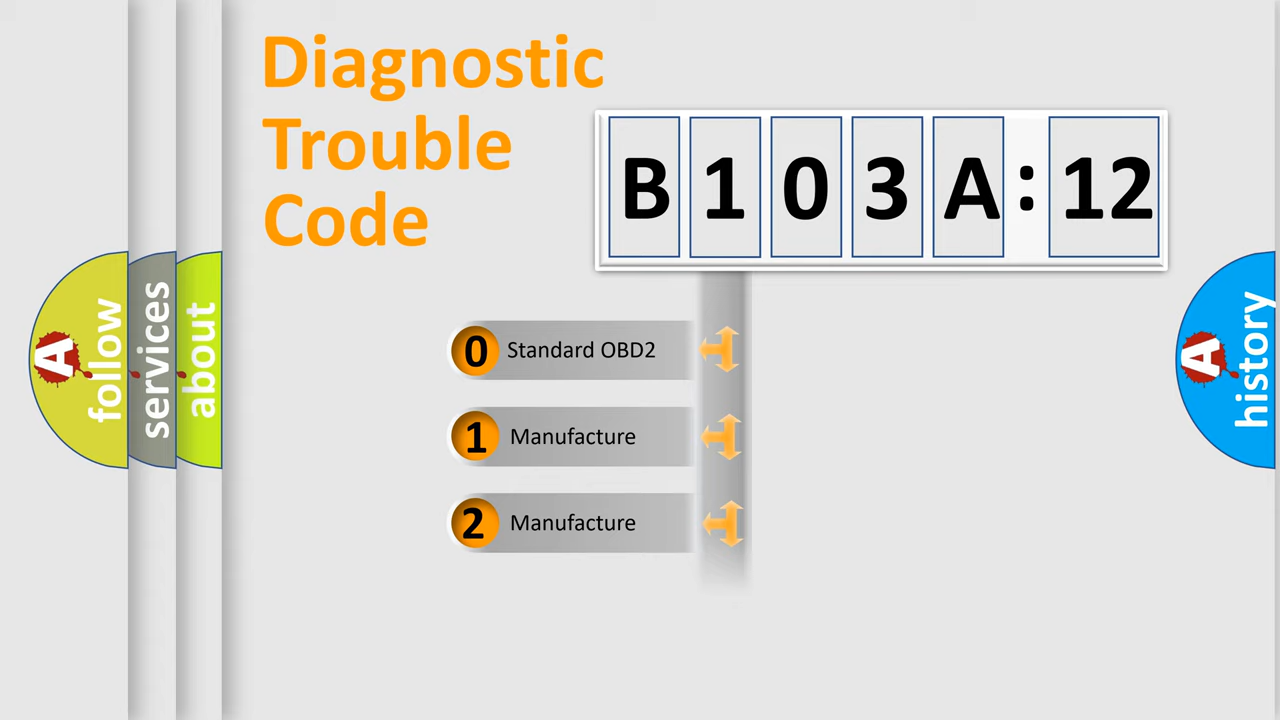 Diagnostic
Trouble
Code
B 1 0 3 A : 12
0 Standard OBD2
1 Manufacture
2 Manufacture
A follow
services
about
A history